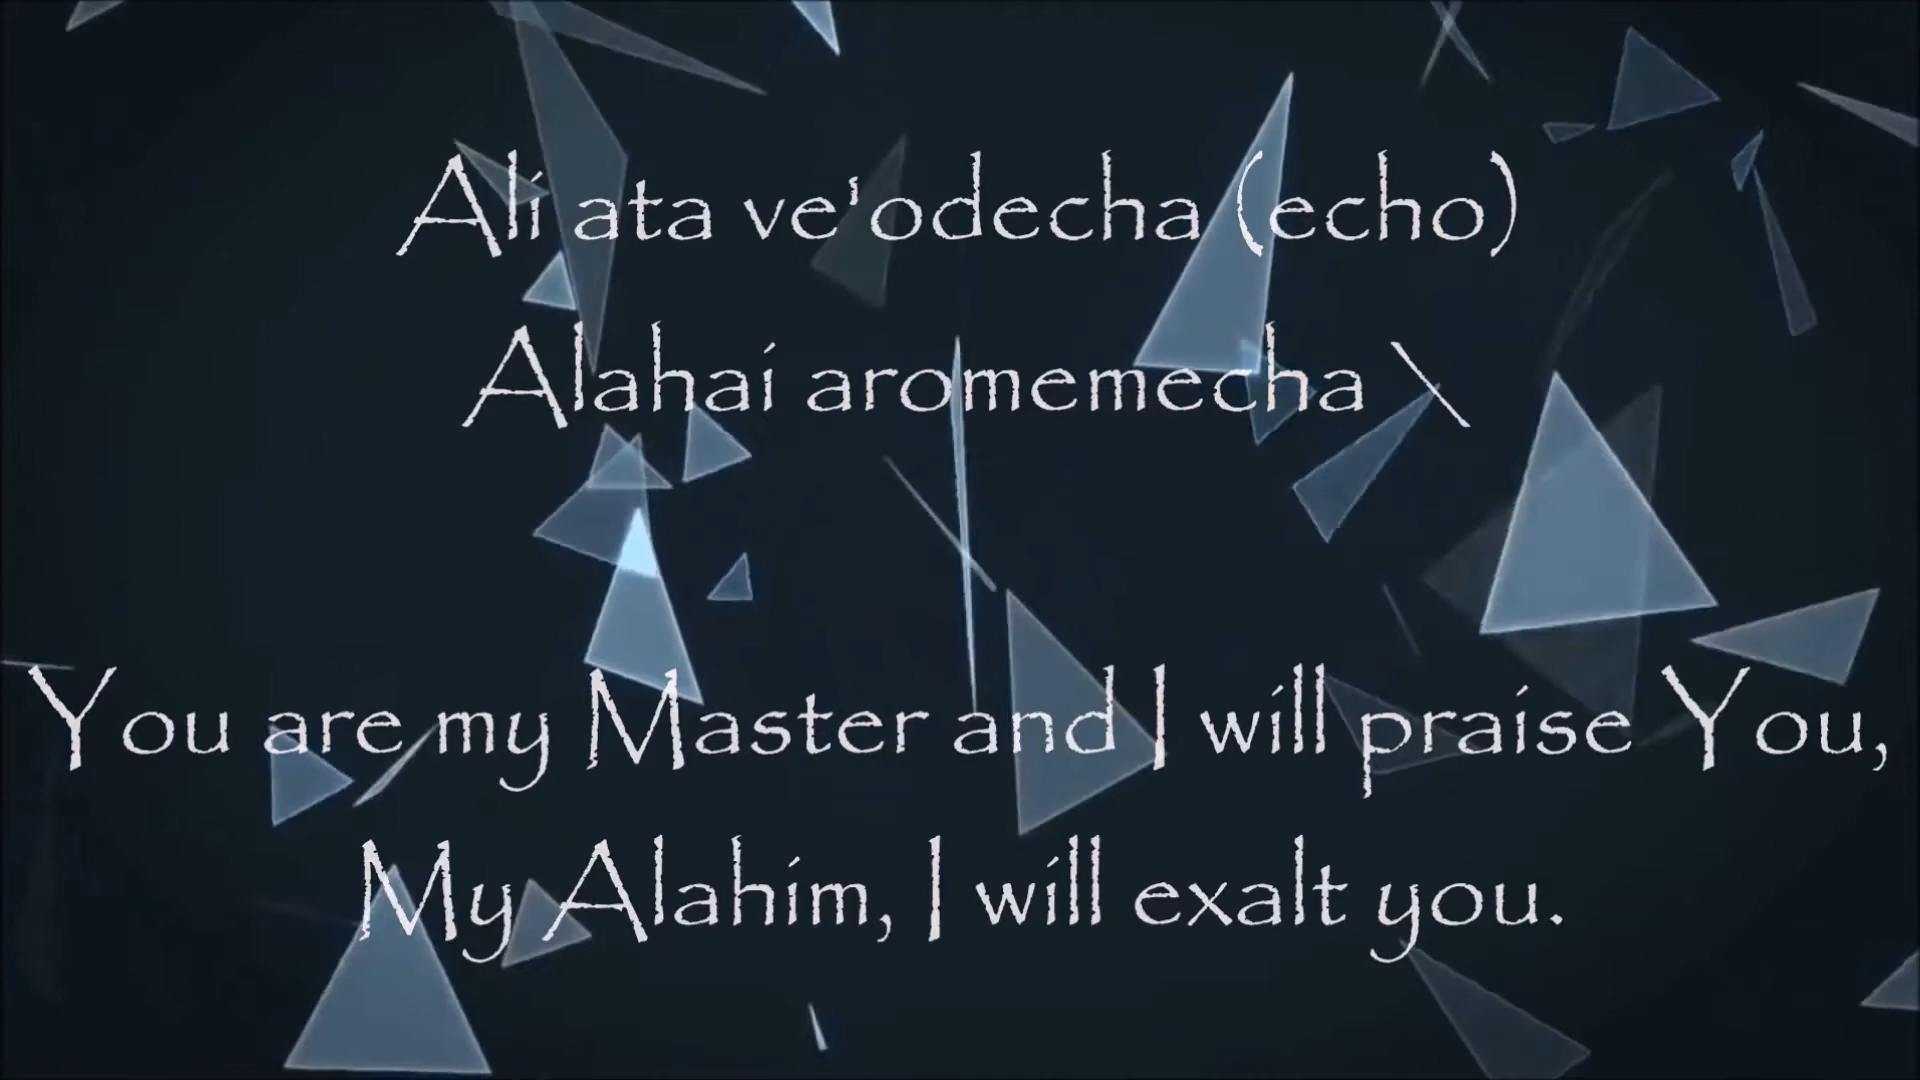 Ali ata ve'odecha (echo)
Alahai aromemecha \
You are my Master and I will praise You,
My Alahim, I will exalt you.